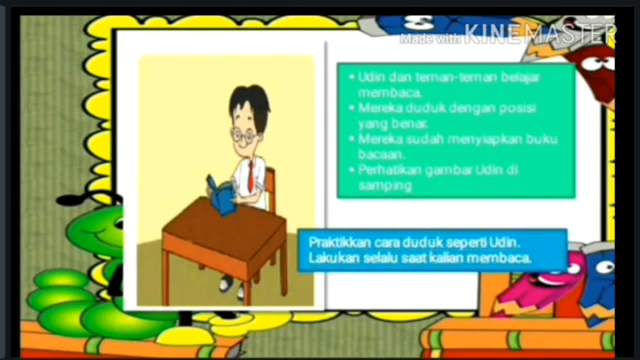 Made with KINEMASTER
• Udin dan teman-teman belajar
membaca.
• Mereka duduk dengan posisi
yang benar.
• Mereka sudah menyiapkan buku
bacaan.
• Perhatikan gambar Udin di
samping
Praktikkan cara duduk seperti Udin.
Lakukan selalu saat kalian membaca.